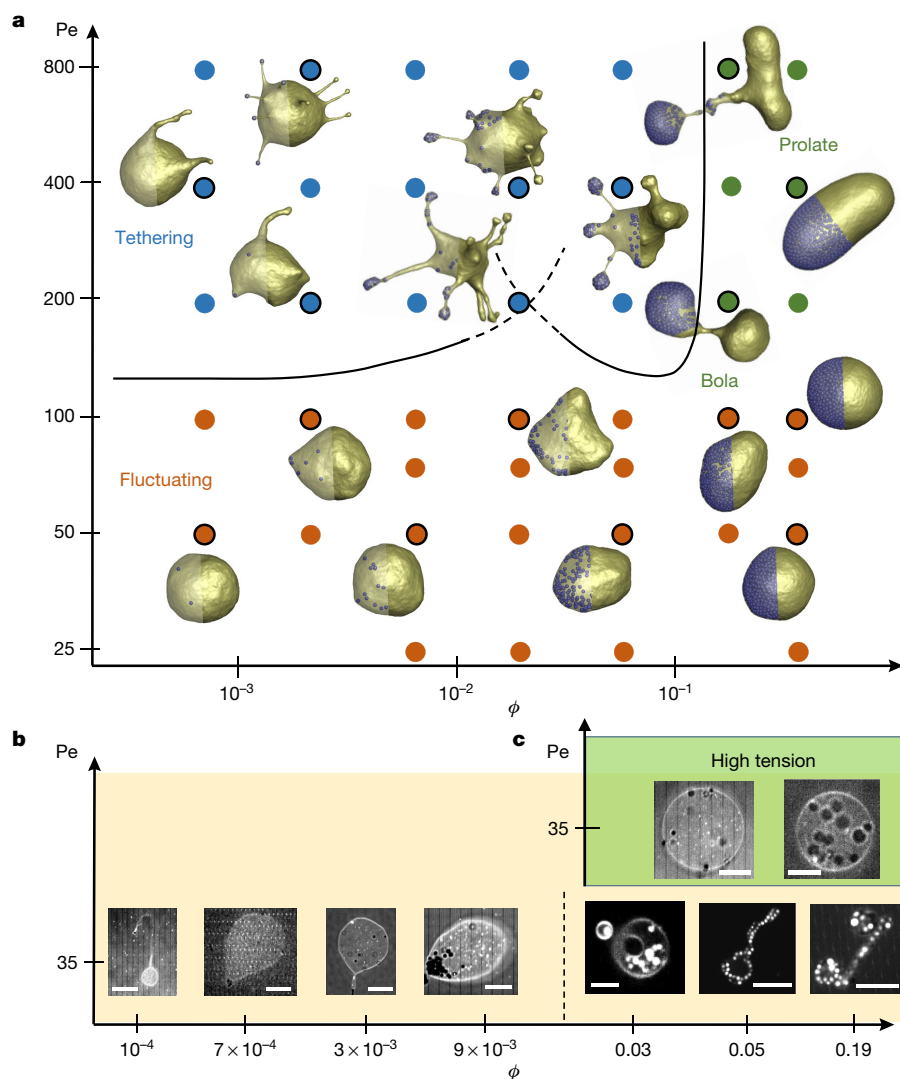 a
Pe
800
Prolate
400
Tethering
200
Bola
100
Fluctuating
50
25
10⁻³
10⁻²
10⁻¹
ϕ
b
Pe
35
10⁻⁴
7 × 10⁻⁴
3 × 10⁻³
9 × 10⁻³
ϕ
c
Pe
High tension
35
0.03
0.05
0.19